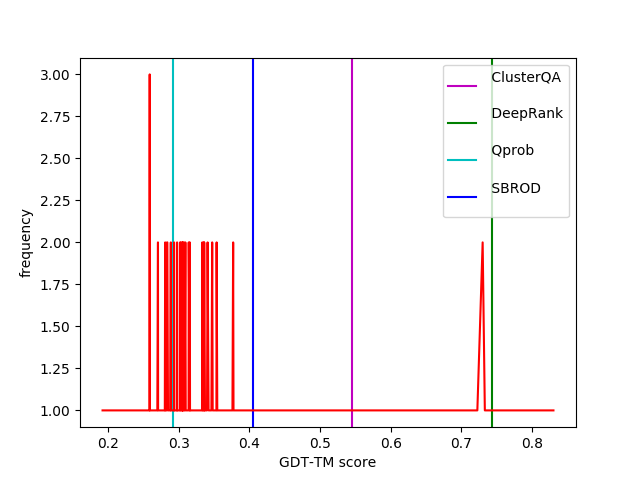 3.00
2.75
2.50
2.25
2.00
1.75
1.50
1.25
1.00
frequency
0.2 0.3 0.4 0.5 0.6 0.7 0.8
GDT-TM score
ClusterQA
DeepRank
Qprob
SBROD